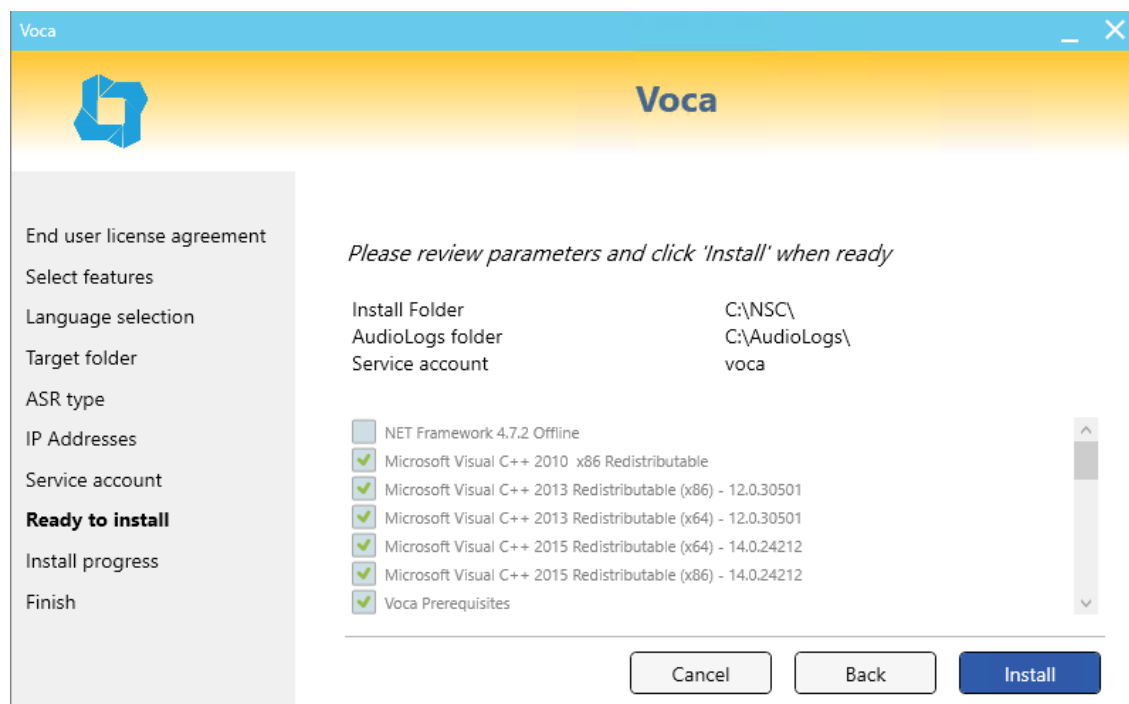 Voca
Voca
End user license agreement
Select features
Language selection
Target folder
ASR type
IP Addresses
Service account
Ready to install
Install progress
Finish
Please review parameters and click 'Install' when ready
Install Folder C:\NSC\
AudioLogs folder C:\AudioLogs\
Service account voca
NET Framework 4.7.2 Offline
Microsoft Visual C++ 2010 x86 Redistributable
Microsoft Visual C++ 2013 Redistributable (x86) - 12.0.30501
Microsoft Visual C++ 2013 Redistributable (x64) - 12.0.30501
Microsoft Visual C++ 2015 Redistributable (x64) - 14.0.24212
Microsoft Visual C++ 2015 Redistributable (x86) - 14.0.24212
Voca Prerequisites
Cancel Back Install